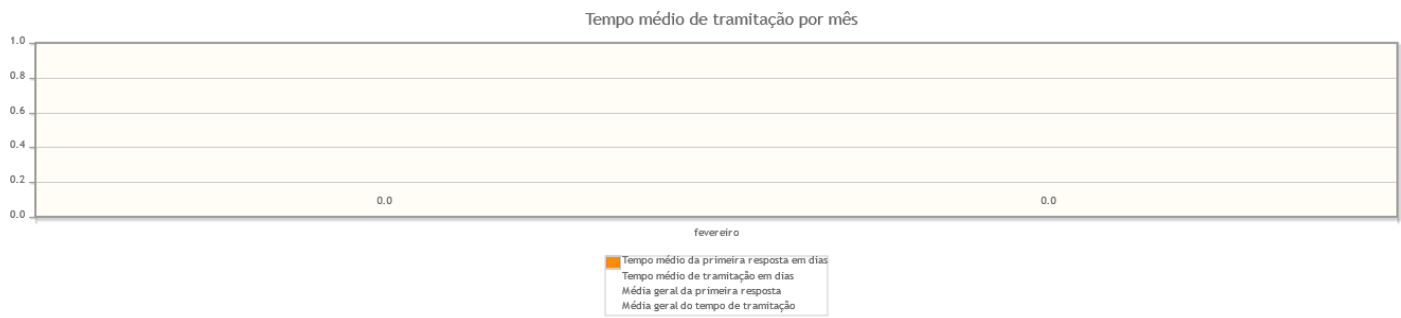 Tempo médio de tramitação por mês
1.0
0.8
0.6
0.4
0.2
0.0
0.0
0.0
fevereiro
Tempo médio da primeira resposta em dias
Tempo médio de tramitação em dias
Média geral da primeira resposta
Média geral do tempo de tramitação